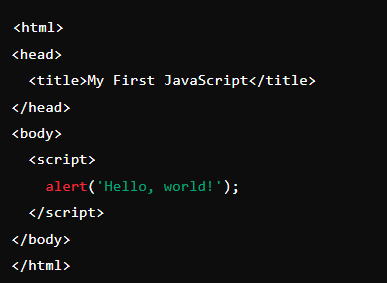 <html>
<head>
  <title>My First JavaScript</title>
</head>
<body>
  <script>
    alert('Hello, world!');
  </script>
</body>
</html>